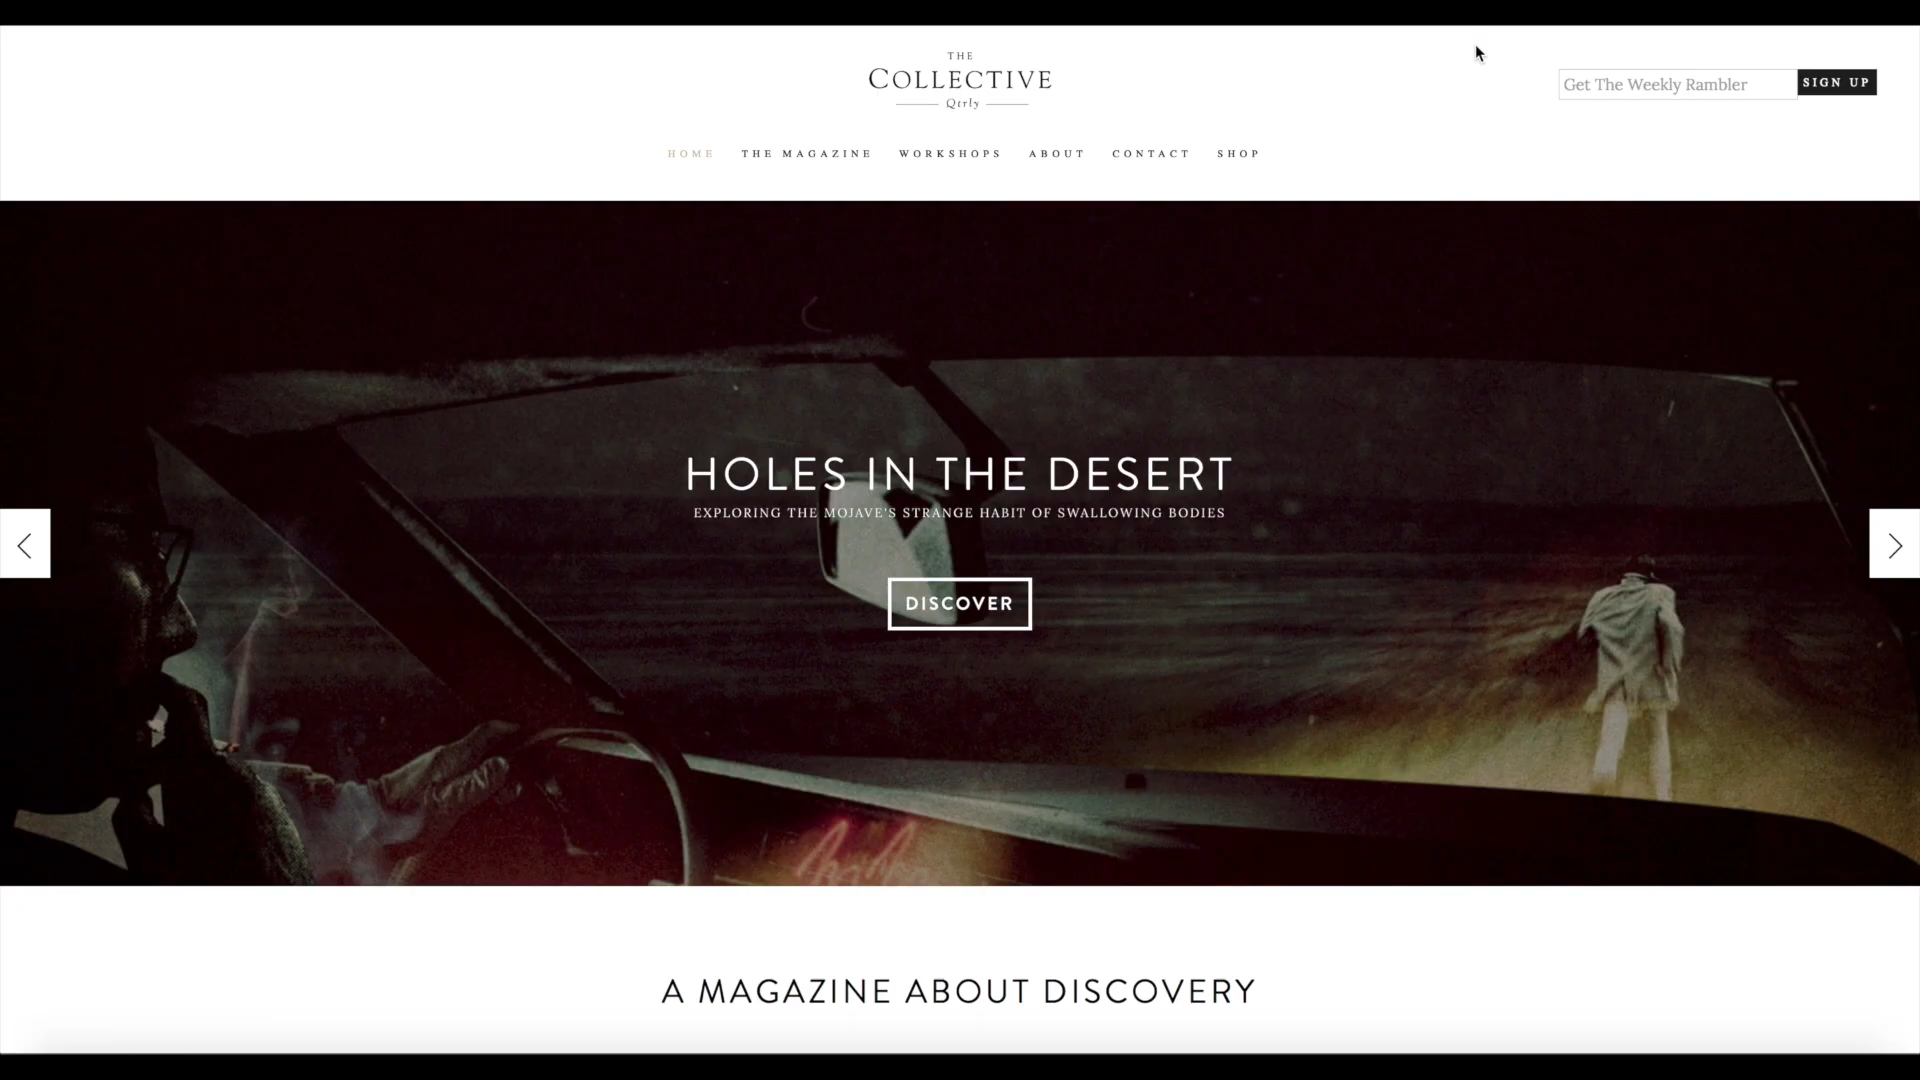 THE
COLLECTIVE
Qtrly
Get The Weekly Rambler
SIGN UP
HOME THE MAGAZINE WORKSHOPS ABOUT CONTACT SHOP
HOLES IN THE DESERT
EXPLORING THE MOJAVE'S STRANGE HABIT OF SWALLOWING BODIES
DISCOVER
A MAGAZINE ABOUT DISCOVERY